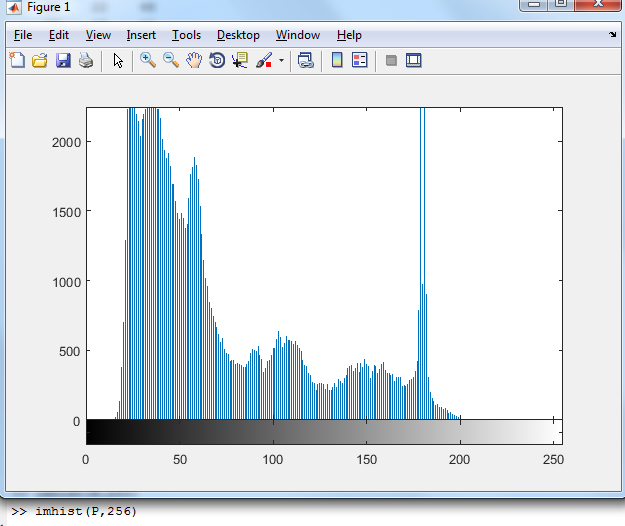 Figure 1
File Edit View Insert Tools Desktop Window Help
2000
1500
1000
500
0
0 50 100 150 200 250
>> imhist(P,256)